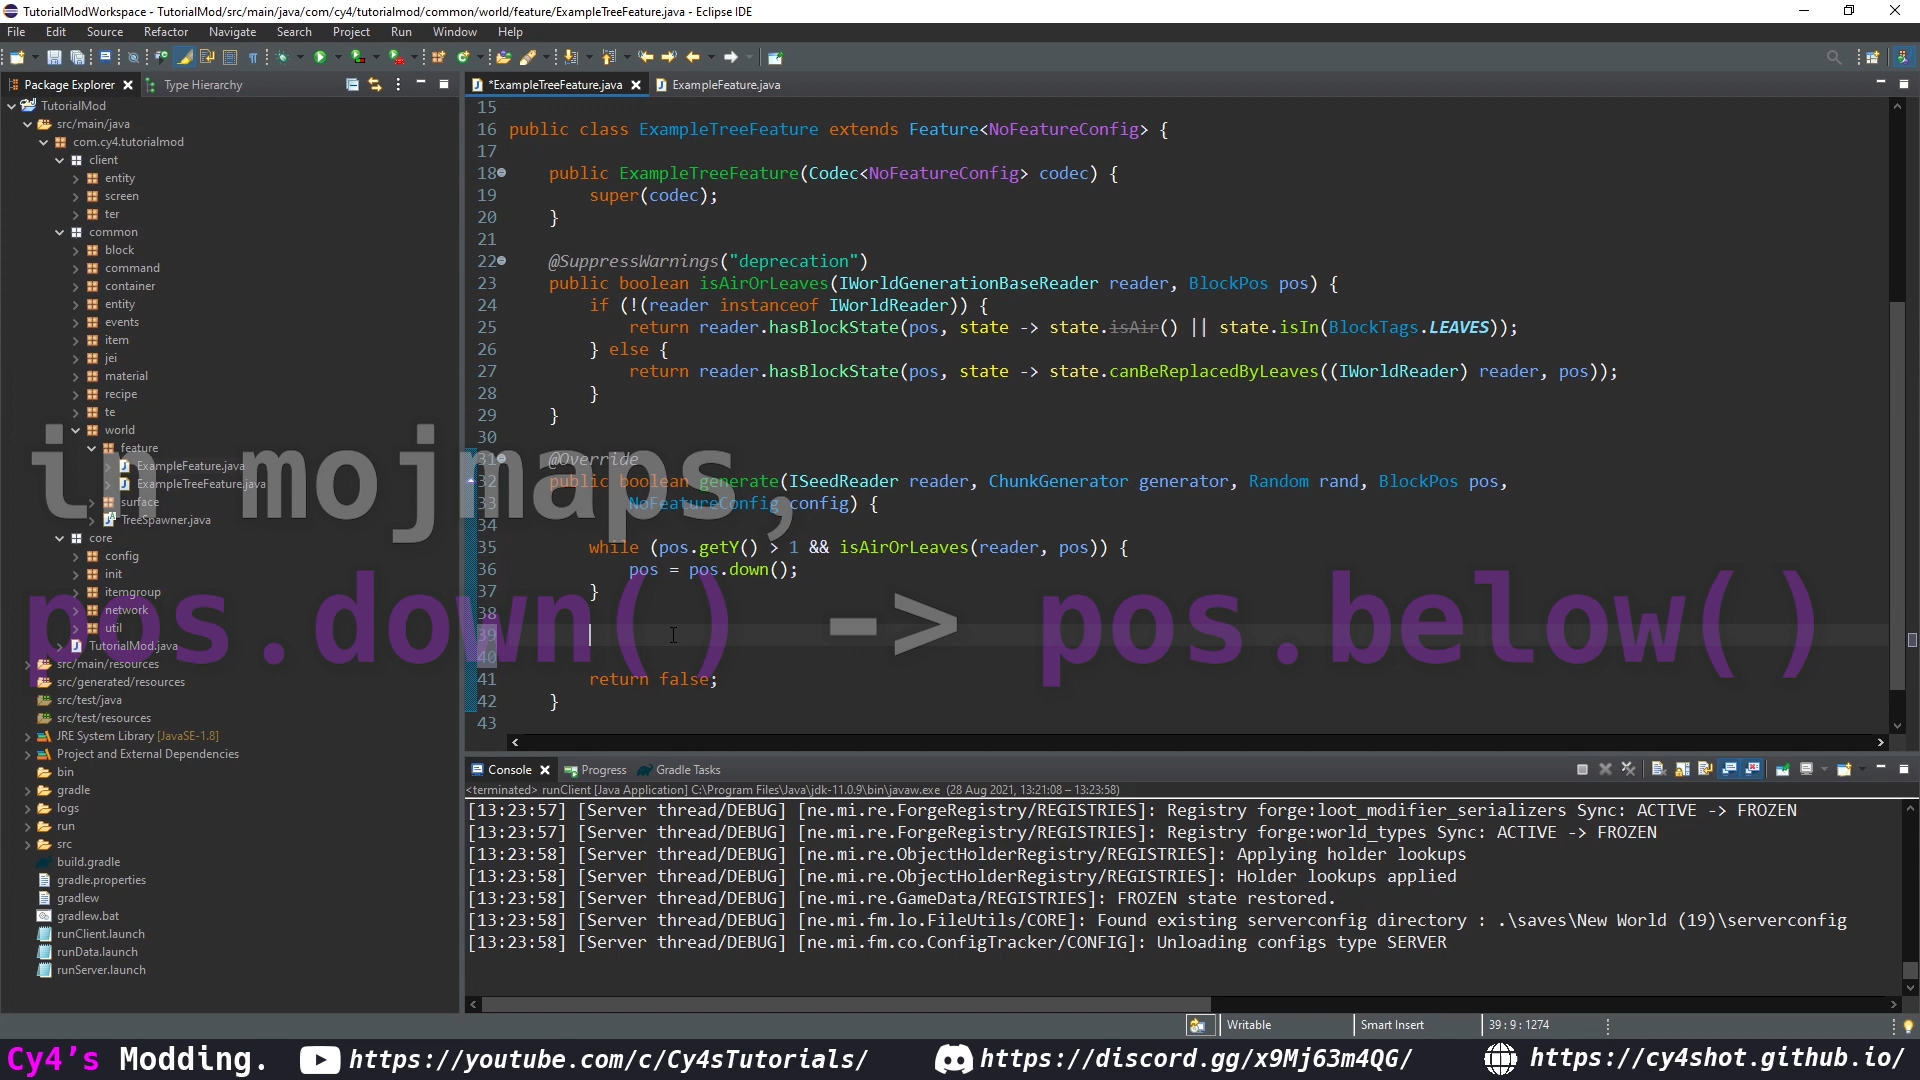 TutorialModWorkspace - TutorialMod/src/main/java/com/cy4/tutorialmod/common/world/feature/ExampleTreeFeature.java - Eclipse IDE
File Edit Source Refactor Navigate Search Project Run Window Help
Package Explorer Type Hierarchy
*ExampleTreeFeature.java ExampleFeature.java
TutorialMod
src/main/java
com.cy4.tutorialmod
client
entity
screen
ter
common
block
command
container
entity
events
item
jei
material
recipe
te
world
feature
ExampleFeature.java
ExampleTreeFeature.java
surface
TreeSpawner.java
core
config
init
itemgroup
network
util
TutorialMod.java
src/main/resources
src/generated/resources
src/test/java
src/test/resources
JRE System Library [JavaSE-1.8]
Project and External Dependencies
bin
gradle
logs
run
src
build.gradle
gradle.properties
gradlew
gradlew.bat
runClient.launch
runData.launch
runServer.launch
15
16 public class ExampleTreeFeature extends Feature<NoFeatureConfig> {
17
18 public ExampleTreeFeature(Codec<NoFeatureConfig> codec) {
19 super(codec);
20 }
21
22 @SuppressWarnings("deprecation")
23 public boolean isAirOrLeaves(IWorldGenerationBaseReader reader, BlockPos pos) {
24 if (!(reader instanceof IWorldReader)) {
25 return reader.hasBlockState(pos, state -> state.isAir() || state.isIn(BlockTags.LEAVES));
26 } else {
27 return reader.hasBlockState(pos, state -> state.canBeReplacedByLeaves((IWorldReader) reader, pos));
28 }
29 }
30
31 @Override
32 public boolean generate(ISeedReader reader, ChunkGenerator generator, Random rand, BlockPos pos,
33 NoFeatureConfig config) {
34
35 while (pos.getY() > 1 && isAirOrLeaves(reader, pos)) {
36 pos = pos.down();
37 }
38
39
40
41 return false;
42 }
43
in mojmaps,
pos.down() -> pos.below()
Console Progress Gradle Tasks
<terminated> runClient [Java Application] C:\Program Files\Java\jdk-11.0.9\bin\javaw.exe (28 Aug 2021, 13:21:08 – 13:23:58)
[13:23:57] [Server thread/DEBUG] [ne.mi.re.ForgeRegistry/REGISTRIES]: Registry forge:loot_modifier_serializers Sync: ACTIVE -> FROZEN
[13:23:57] [Server thread/DEBUG] [ne.mi.re.ForgeRegistry/REGISTRIES]: Registry forge:world_types Sync: ACTIVE -> FROZEN
[13:23:58] [Server thread/DEBUG] [ne.mi.re.ObjectHolderRegistry/REGISTRIES]: Applying holder lookups
[13:23:58] [Server thread/DEBUG] [ne.mi.re.ObjectHolderRegistry/REGISTRIES]: Holder lookups applied
[13:23:58] [Server thread/DEBUG] [ne.mi.re.GameData/REGISTRIES]: FROZEN state restored.
[13:23:58] [Server thread/DEBUG] [ne.mi.fm.lo.FileUtils/CORE]: Found existing serverconfig directory : .\saves\New World (19)\serverconfig
[13:23:58] [Server thread/DEBUG] [ne.mi.fm.co.ConfigTracker/CONFIG]: Unloading configs type SERVER
Writable Smart Insert 39 : 9 : 1274
Cy4's Modding. https://youtube.com/c/Cy4sTutorials/ https://discord.gg/x9Mj63m4QG/ https://cy4shot.github.io/